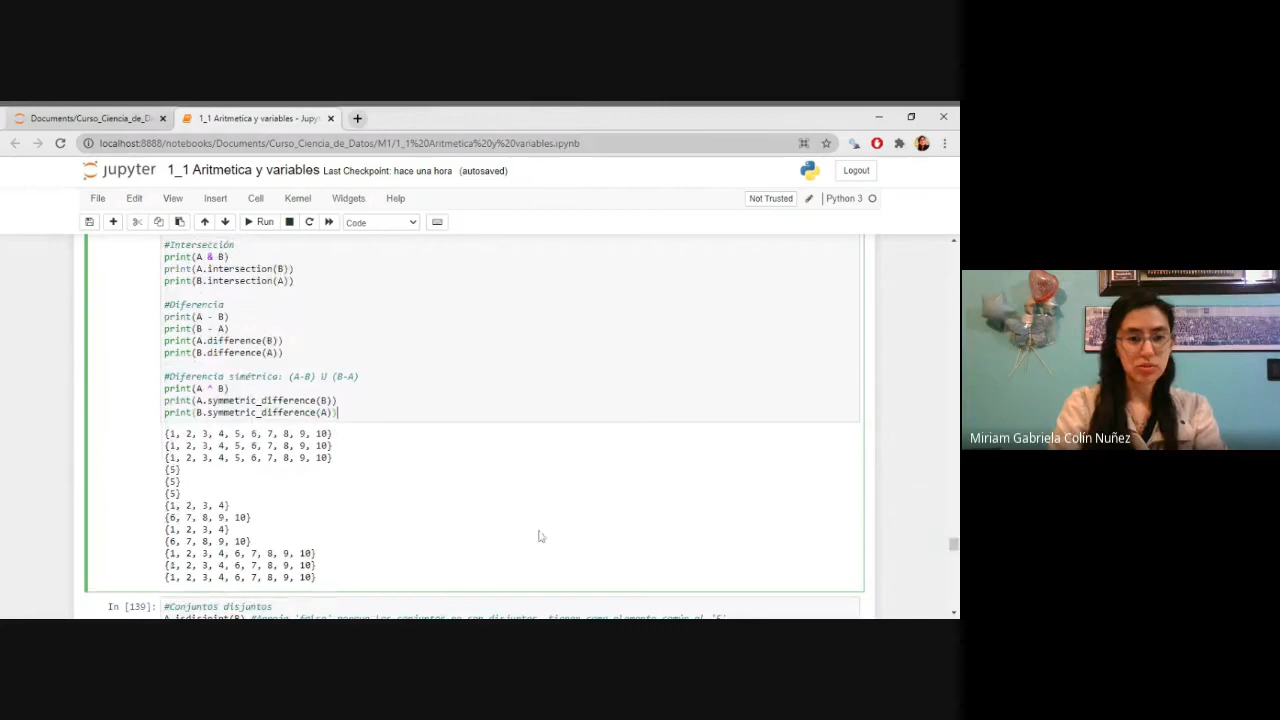 Documents/Curso_Ciencia_de_Da
1_1 Aritmetica y variables - Jupyt
localhost:8888/notebooks/Documents/Curso_Ciencia_de_Datos/M1/1_1%20Aritmetica%20y%20variables.ipynb
jupyter 1_1 Aritmetica y variables Last Checkpoint: hace una hora (autosaved)
Logout
File Edit View Insert Cell Kernel Widgets Help
Not Trusted
Python 3
Run
Code
#Intersección
print(A & B)
print(A.intersection(B))
print(B.intersection(A))
#Diferencia
print(A - B)
print(B - A)
print(A.difference(B))
print(B.difference(A))
#Diferencia simétrica: (A-B) U (B-A)
print(A ^ B)
print(A.symmetric_difference(B))
print(B.symmetric_difference(A))
{1, 2, 3, 4, 5, 6, 7, 8, 9, 10}
{1, 2, 3, 4, 5, 6, 7, 8, 9, 10}
{1, 2, 3, 4, 5, 6, 7, 8, 9, 10}
{5}
{5}
{5}
{1, 2, 3, 4}
{6, 7, 8, 9, 10}
{1, 2, 3, 4}
{6, 7, 8, 9, 10}
{1, 2, 3, 4, 6, 7, 8, 9, 10}
{1, 2, 3, 4, 6, 7, 8, 9, 10}
{1, 2, 3, 4, 6, 7, 8, 9, 10}
In [139]:
#Conjuntos disjuntos
Miriam Gabriela Colín Nuñez